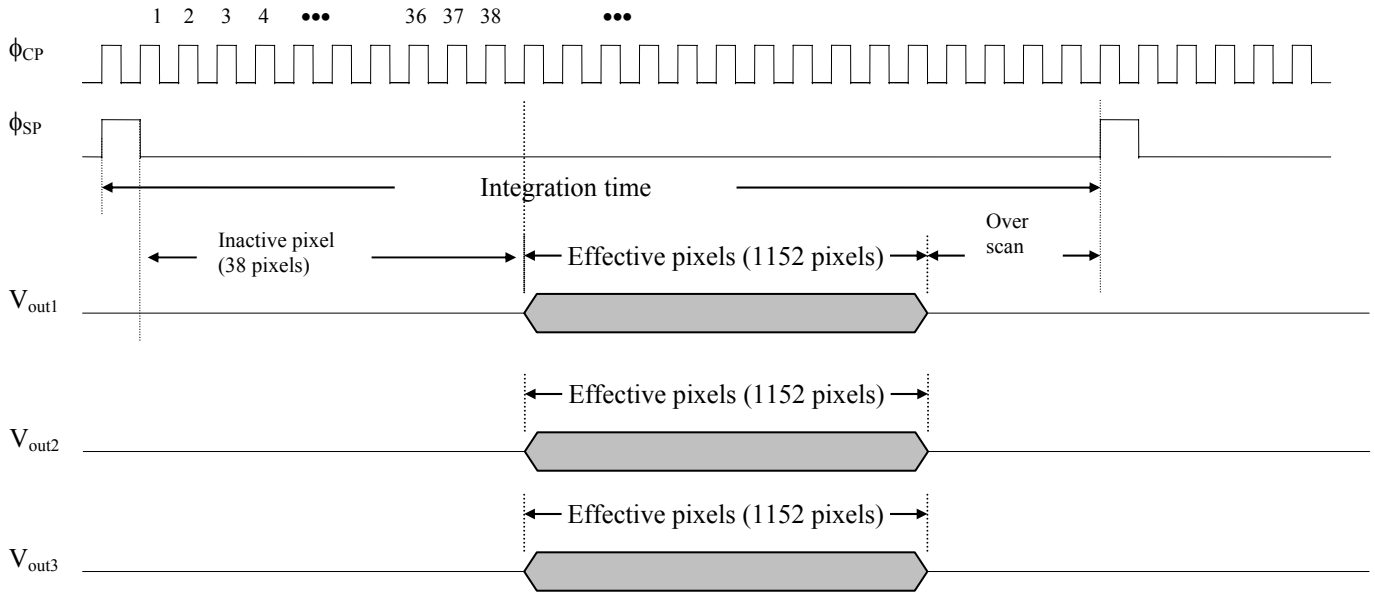 1 2 3 4 ••• 36 37 38 •••
ϕCP
ϕSP
Integration time
Over
scan
Inactive pixel
(38 pixels)
Effective pixels (1152 pixels)
Vout1
Effective pixels (1152 pixels)
Vout2
Effective pixels (1152 pixels)
Vout3